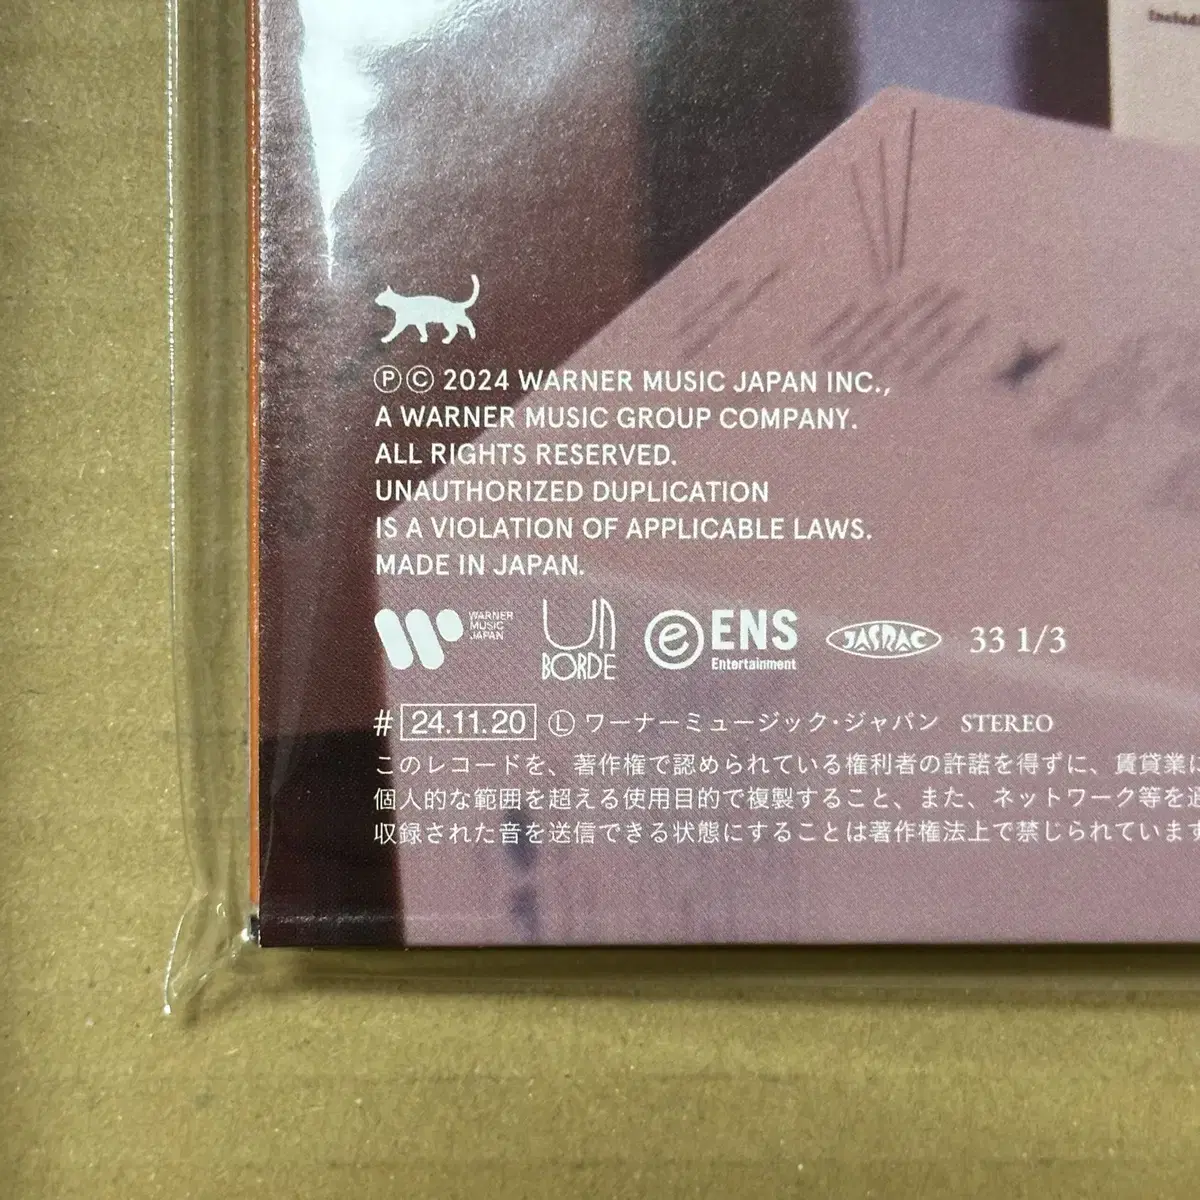 Includ
Ⓟ© 2024 WARNER MUSIC JAPAN INC.,
A WARNER MUSIC GROUP COMPANY.
ALL RIGHTS RESERVED.
UNAUTHORIZED DUPLICATION
IS A VIOLATION OF APPLICABLE LAWS.
MADE IN JAPAN.
WARNER MUSIC JAPAN
UN BORDE
e ENS Entertainment
JASRAC
33 1/3
# 24.11.20 Ⓛワーナーミュージック・ジャパン STEREO
このレコードを、著作権で認められている権利者の許諾を得ずに、賃貸業に
個人的な範囲を超える使用目的で複製すること、また、ネットワーク等を通
収録された音を送信できる状態にすることは著作権法上で禁じられています